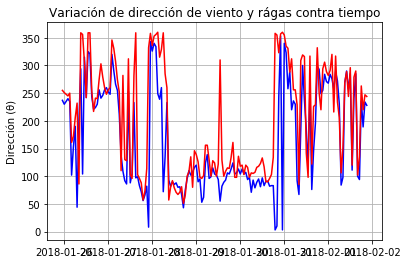 Variación de dirección de viento y rágas contra tiempo
Dirección (θ)
350
300
250
200
150
100
50
0
2018-01-26 2018-01-27 2018-01-28 2018-01-29 2018-01-30 2018-01-31 2018-02-01 2018-02-02